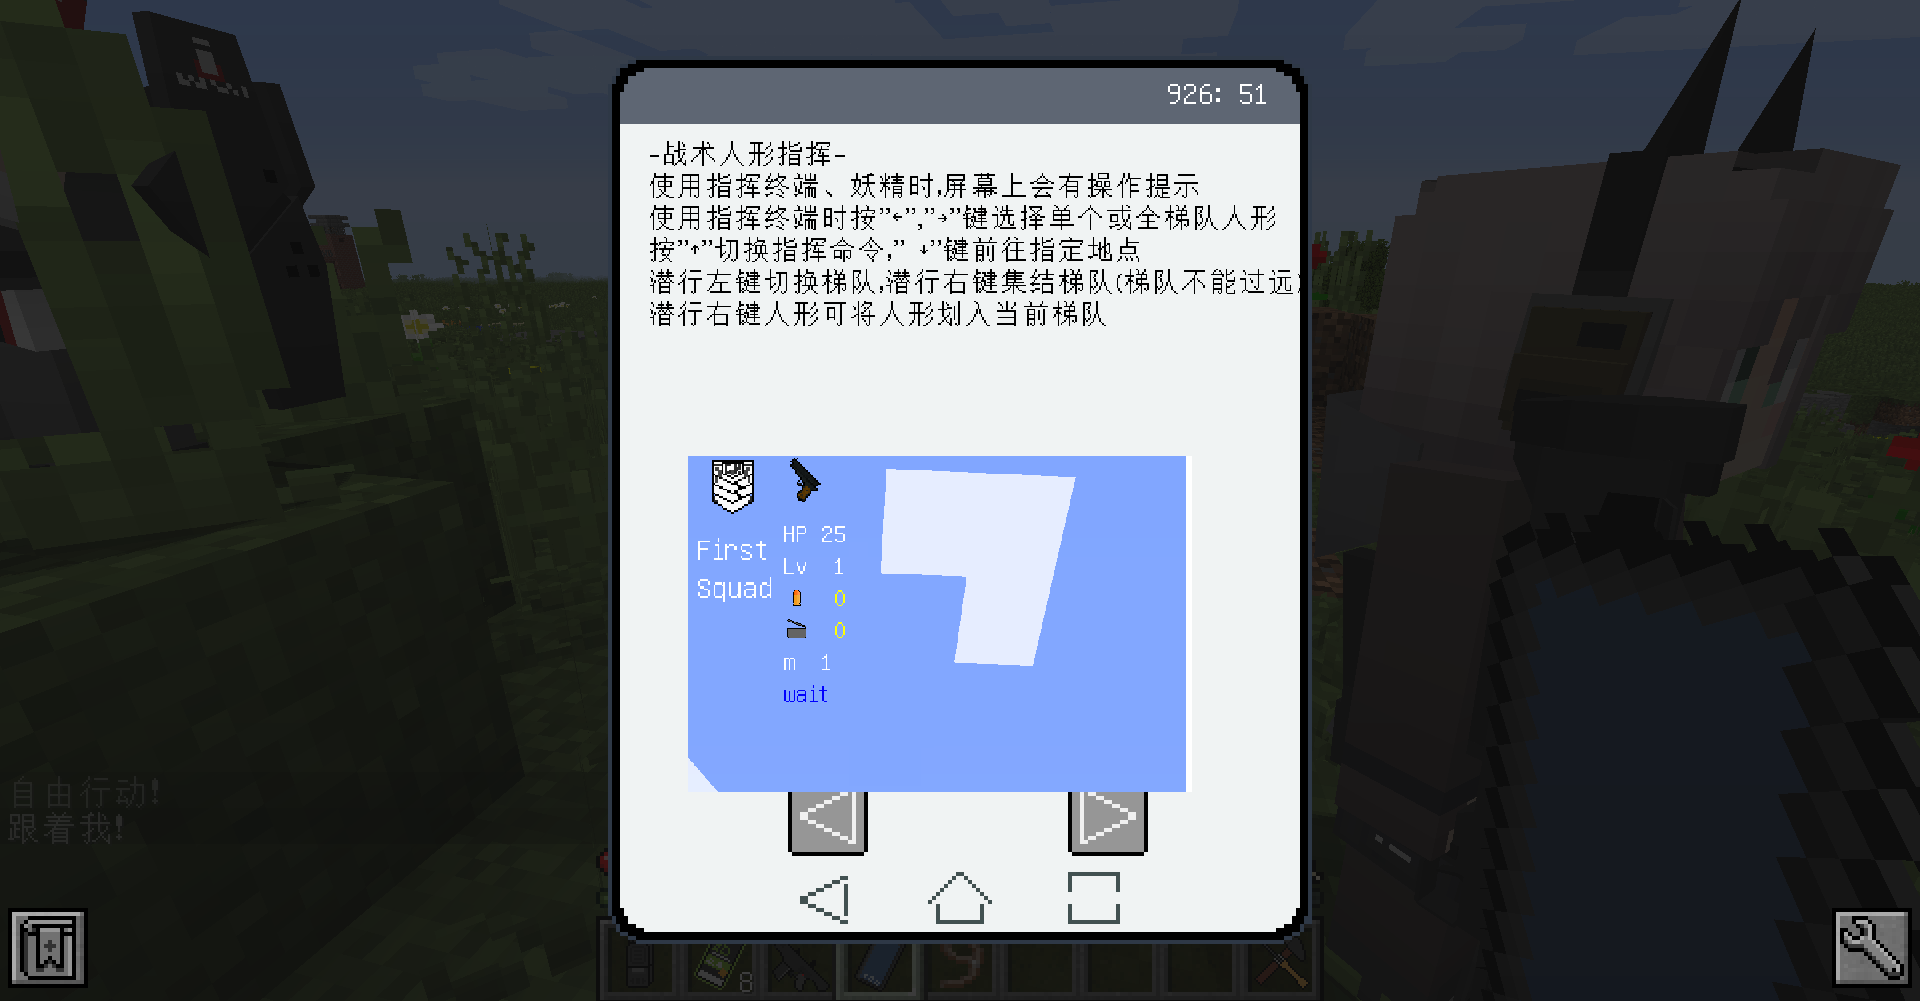 926: 51
-战术人形指挥-
使用指挥终端、妖精时,屏幕上会有操作提示
使用指挥终端时按"←","→"键选择单个或全梯队人形
按"↑"切换指挥命令," ↓"键前往指定地点
潜行左键切换梯队,潜行右键集结梯队(梯队不能过远)
潜行右键人形可将人形划入当前梯队
First
Squad
HP 25
Lv 1
0
0
m 1
wait
自由行动!
跟着我!
8